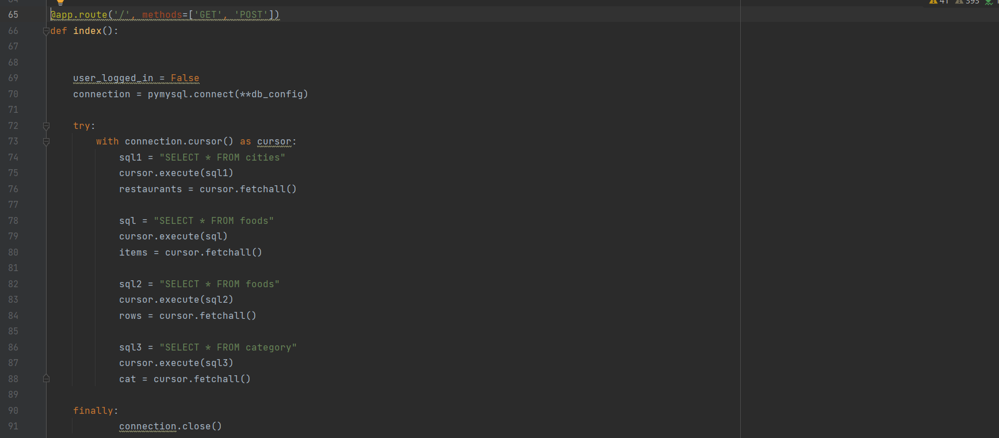 41 393
65 @app.route('/', methods=['GET', 'POST'])
66 def index():
67
68
69 user_logged_in = False
70 connection = pymysql.connect(**db_config)
71
72 try:
73 with connection.cursor() as cursor:
74 sql1 = "SELECT * FROM cities"
75 cursor.execute(sql1)
76 restaurants = cursor.fetchall()
77
78 sql = "SELECT * FROM foods"
79 cursor.execute(sql)
80 items = cursor.fetchall()
81
82 sql2 = "SELECT * FROM foods"
83 cursor.execute(sql2)
84 rows = cursor.fetchall()
85
86 sql3 = "SELECT * FROM category"
87 cursor.execute(sql3)
88 cat = cursor.fetchall()
89
90 finally:
91 connection.close()